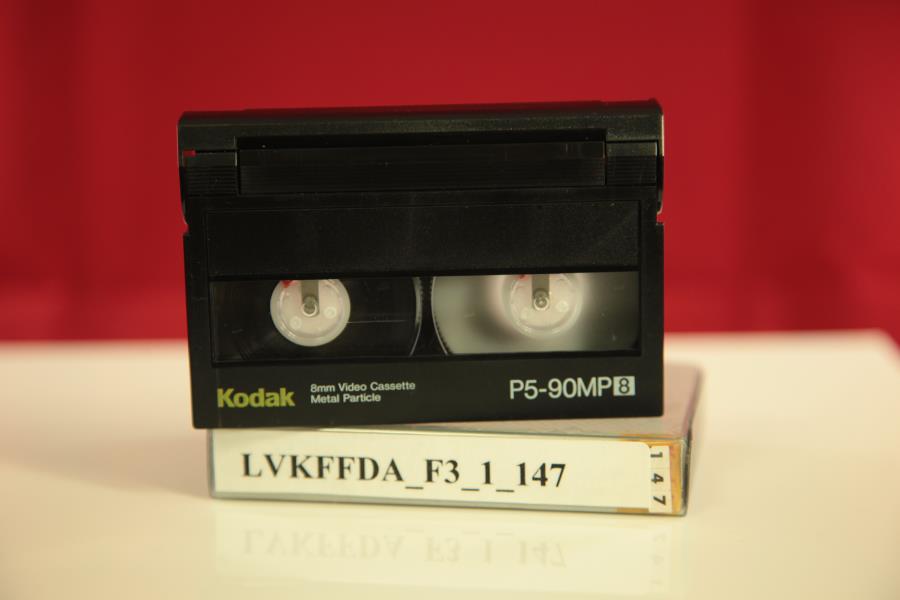 Kodak
8mm Video Cassette
Metal Particle
P5-90MP8
LVKFFDA_F3_1_147
147